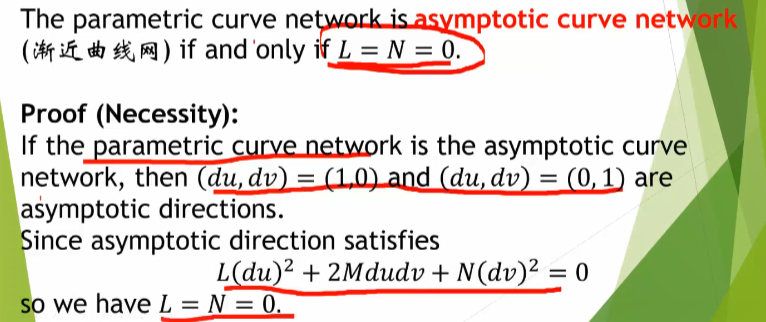 The parametric curve network is asymptotic curve network
(渐近曲线网) if and only if L = N = 0.
Proof (Necessity):
If the parametric curve network is the asymptotic curve
network, then (du, dv) = (1,0) and (du, dv) = (0, 1) are
asymptotic directions.
Since asymptotic direction satisfies
L(du)² + 2Mdudv + N(dv)² = 0
so we have L = N = 0.